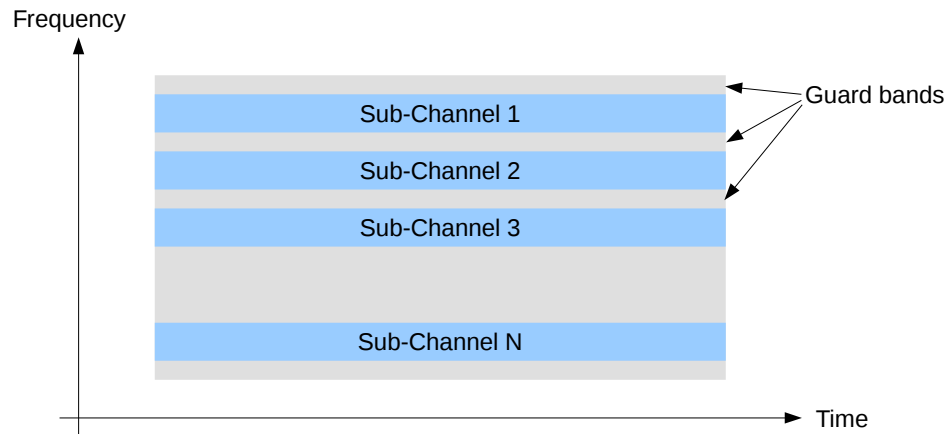 Frequency
Guard bands
Sub-Channel 1
Sub-Channel 2
Sub-Channel 3
Sub-Channel N
Time